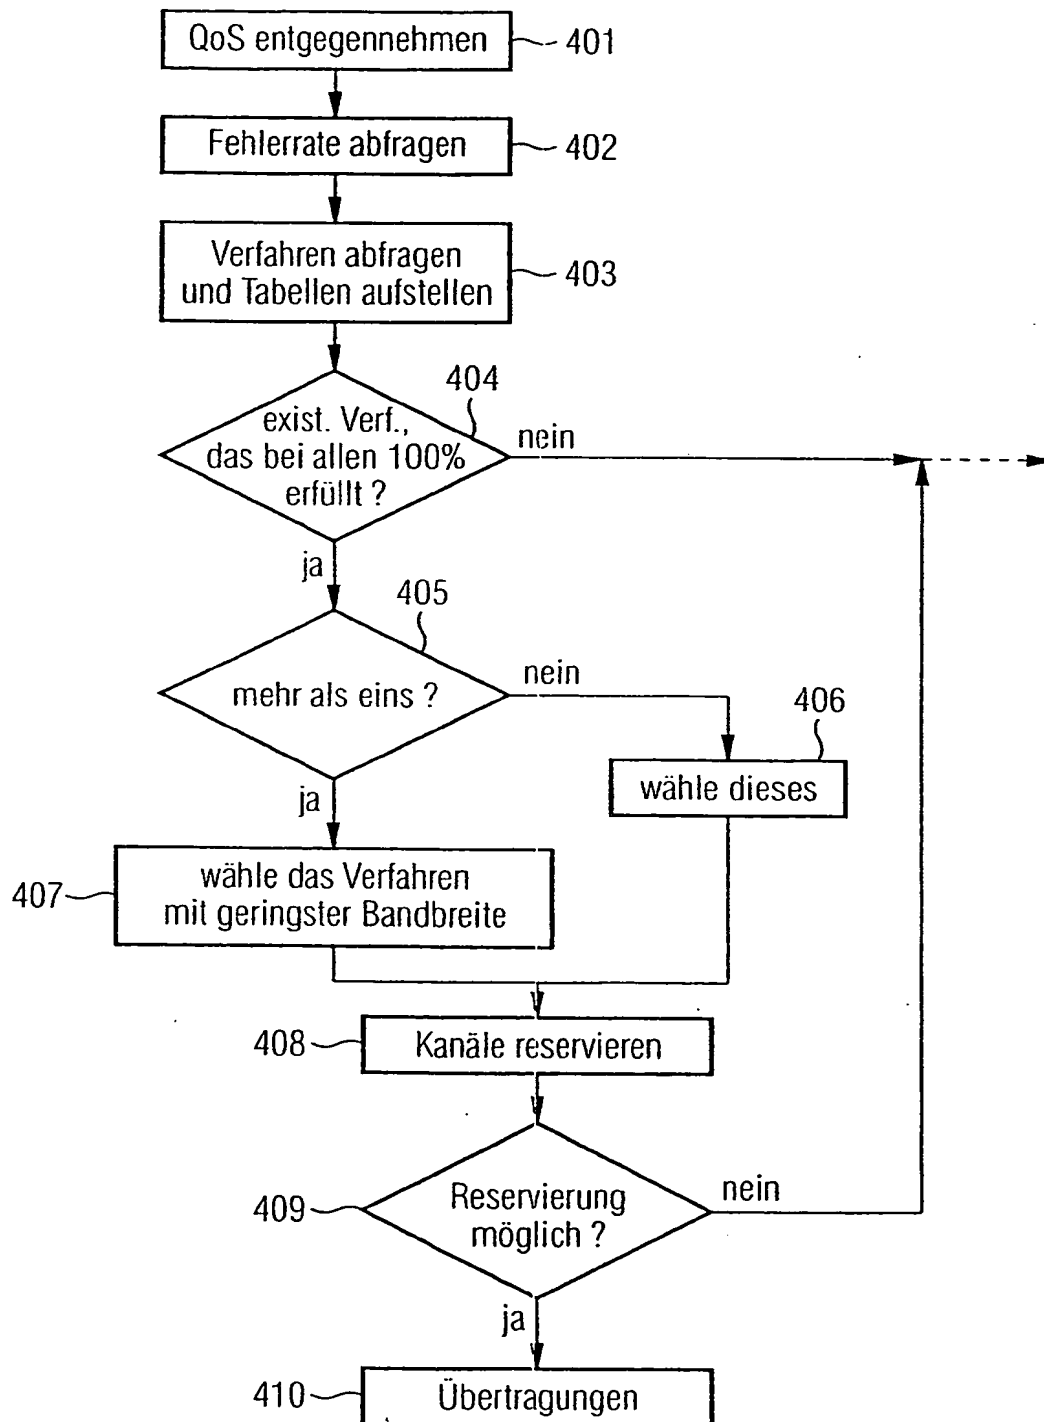 QoS entgegennehmen
401
Fehlerrate abfragen
402
Verfahren abfragen
und Tabellen aufstellen
403
404
exist. Verf.,
das bei allen 100%
erfüllt ?
nein
ja
405
mehr als eins ?
nein
406
wähle dieses
ja
407
wähle das Verfahren
mit geringster Bandbreite
408
Kanäle reservieren
409
Reservierung
möglich ?
nein
ja
410
Übertragungen